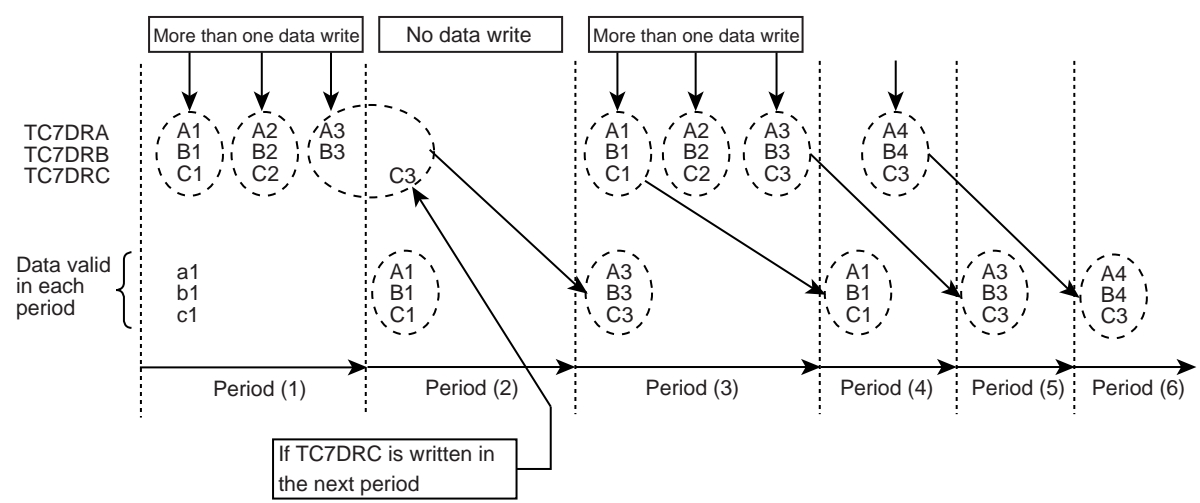 More than one data write
No data write
More than one data write
TC7DRA
TC7DRB
TC7DRC
A1
B1
C1
A2
B2
C2
A3
B3
C3
A1
B1
C1
A2
B2
C2
A3
B3
C3
A4
B4
C3
Data valid
in each
period
a1
b1
c1
A1
B1
C1
A3
B3
C3
A1
B1
C1
A3
B3
C3
A4
B4
C3
Period (1)
Period (2)
Period (3)
Period (4)
Period (5)
Period (6)
If TC7DRC is written in
the next period